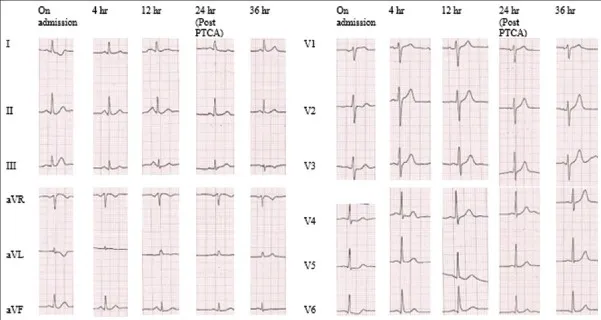 On admission 4 hr 12 hr 24 hr (Post PTCA) 36 hr
I
II
III
aVR
aVL
aVF
On admission 4 hr 12 hr 24 hr (Post PTCA) 36 hr
V1
V2
V3
V4
V5
V6